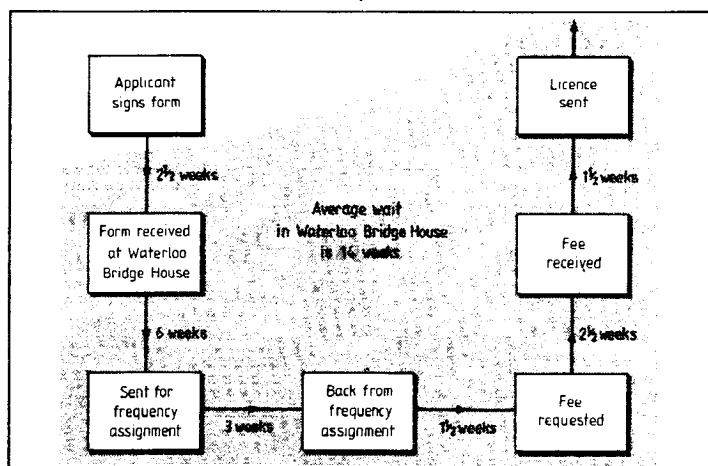 Applicant
signs form
2½ weeks
Form received
at Waterloo
Bridge House
6 weeks
Sent for
frequency
assignment
3 weeks
Back from
frequency
assignment
1½ weeks
Fee
requested
2½ weeks
Fee
received
1½ weeks
Licence
sent
Average wait
in Waterloo Bridge House
is 14 weeks